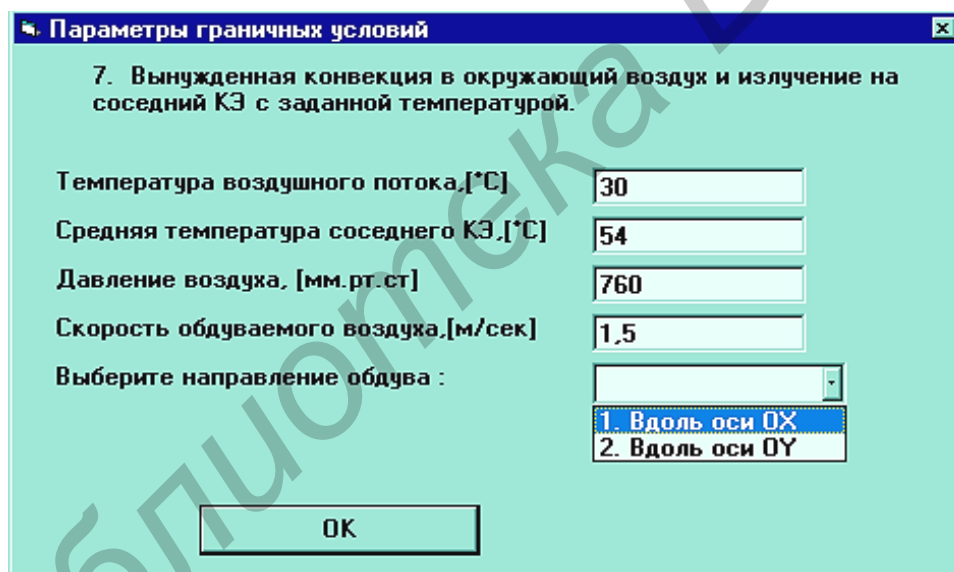 Параметры граничных условий
7. Вынужденная конвекция в окружающий воздух и излучение на
соседний КЭ с заданной температурой.
Температура воздушного потока,[°C]
30
Средняя температура соседнего КЭ,[°C]
54
Давление воздуха, [мм.рт.ст]
760
Скорость обдуваемого воздуха,[м/сек]
1,5
Выберите направление обдува :
1. Вдоль оси OX
2. Вдоль оси OY
OK